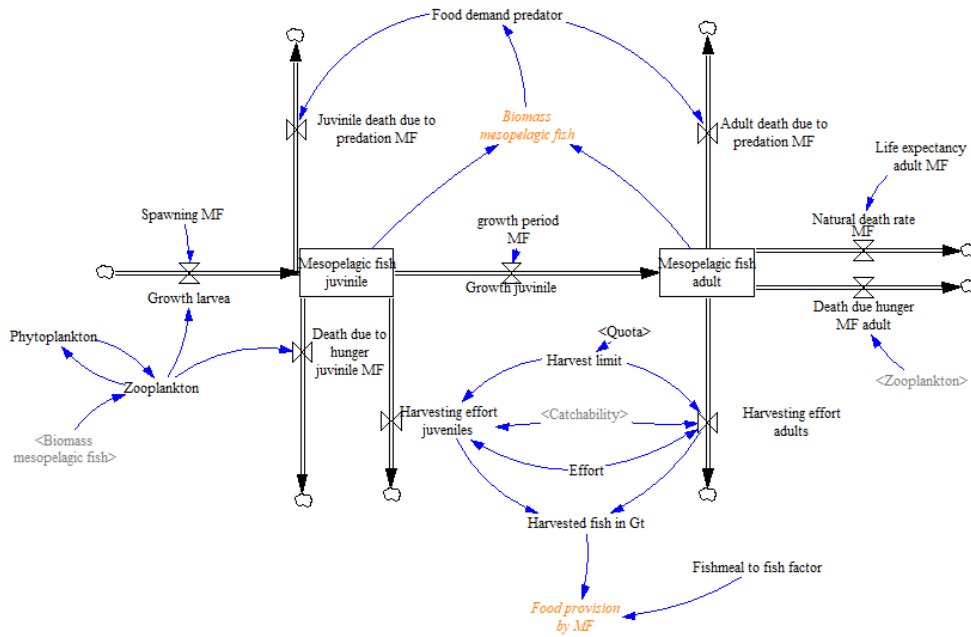 Food demand predator
Juvinile death due to
predation MF
Biomass
mesopelagic fish
Adult death due to
predation MF
Life expectancy
adult MF
Spawning MF
growth period
MF
Natural death rate
MF
Mesopelagic fish
juvinile
Mesopelagic fish
adult
Growth larvea
Growth juvinile
Death due hunger
MF adult
Phytoplankton
Death due to
hunger
juvinile MF
<Quota>
Harvest limit
Zooplankton
<Zooplankton>
<Biomass
mesopelagic fish>
Harvesting effort
juveniles
<Catchability>
Harvesting effort
adults
Effort
Harvested fish in Gt
Fishmeal to fish factor
Food provision
by MF